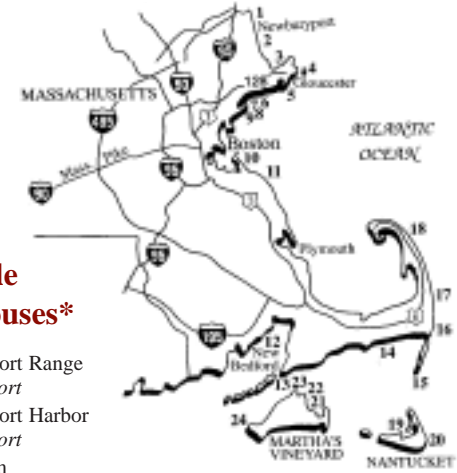 1
Newburyport
2
3
4
Gloucester
5
128
95
93
MASSACHUSETTS
495
1
9
8
Boston
10
ATLANTIC
OCEAN
Mass Pike
90
95
11
3
Plymouth
18
95
17
6
16
195
12
New
Bedford
14
13
15
23
22
21
24
MARTHA'S
VINEYARD
19
20
NANTUCKET
le
ouses*
ort Range
ort
ort Harbor
ort